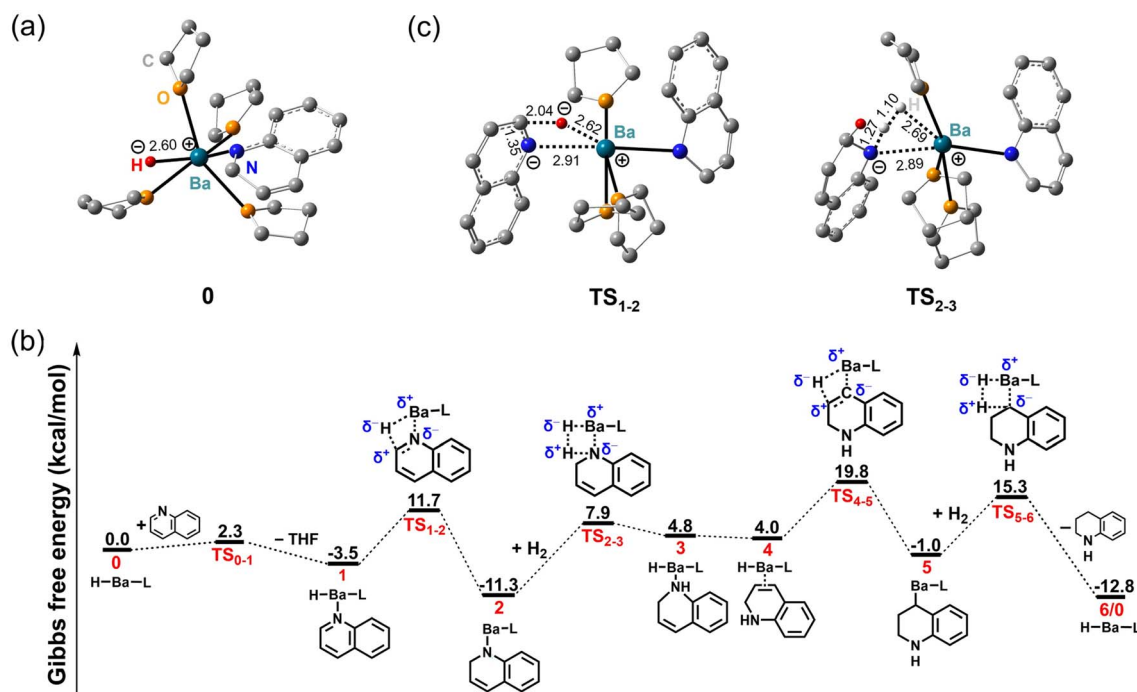 (a)
C
O
⊖
2.60
⊕
H
N
Ba
0
(c)
⊖
2.04
2.62
Ba
1.35
⊖
2.91
⊕
TS1-2
1.10
H
1.27
2.69
Ba
⊖
2.89
⊕
TS2-3
(b)
Gibbs free energy (kcal/mol)
0.0
0
H-Ba-L
+
N
2.3
TS0-1
– THF
-3.5
1
H-Ba-L
N
δ+
Ba-L
δ− H
N δ−
δ+
11.7
TS1-2
-11.3
2
Ba-L
N
+ H2
δ+
δ− H Ba-L
δ+ H N δ−
7.9
TS2-3
4.8
3
H-Ba-L
NH
4.0
4
H-Ba-L
HN
δ+
Ba-L
δ− H
C δ−
δ+
N
H
19.8
TS4-5
-1.0
5
Ba-L
N
H
+ H2
δ− H Ba-L δ+
δ+ H δ−
N
H
15.3
TS5-6
–
N
H
-12.8
6/0
H-Ba-L